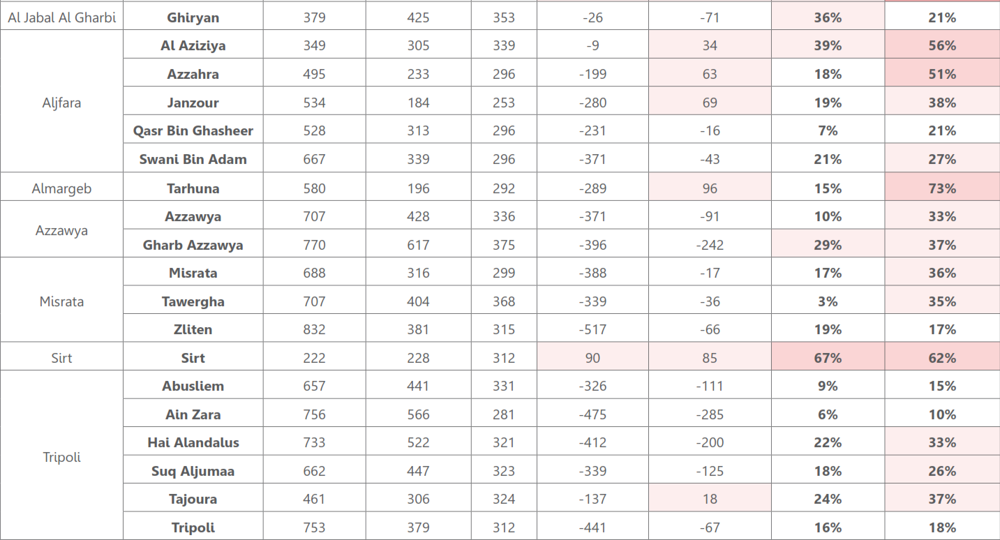 Al Jabal Al Gharbi Ghiryan 379 425 353 -26 -71 36% 21%
Aljfara Al Aziziya 349 305 339 -9 34 39% 56%
Azzahra 495 233 296 -199 63 18% 51%
Janzour 534 184 253 -280 69 19% 38%
Qasr Bin Ghasheer 528 313 296 -231 -16 7% 21%
Swani Bin Adam 667 339 296 -371 -43 21% 27%
Almargeb Tarhuna 580 196 292 -289 96 15% 73%
Azzawya Azzawya 707 428 336 -371 -91 10% 33%
Gharb Azzawya 770 617 375 -396 -242 29% 37%
Misrata Misrata 688 316 299 -388 -17 17% 36%
Tawergha 707 404 368 -339 -36 3% 35%
Zliten 832 381 315 -517 -66 19% 17%
Sirt Sirt 222 228 312 90 85 67% 62%
Tripoli Abusliem 657 441 331 -326 -111 9% 15%
Ain Zara 756 566 281 -475 -285 6% 10%
Hai Alandalus 733 522 321 -412 -200 22% 33%
Suq Aljumaa 662 447 323 -339 -125 18% 26%
Tajoura 461 306 324 -137 18 24% 37%
Tripoli 753 379 312 -441 -67 16% 18%